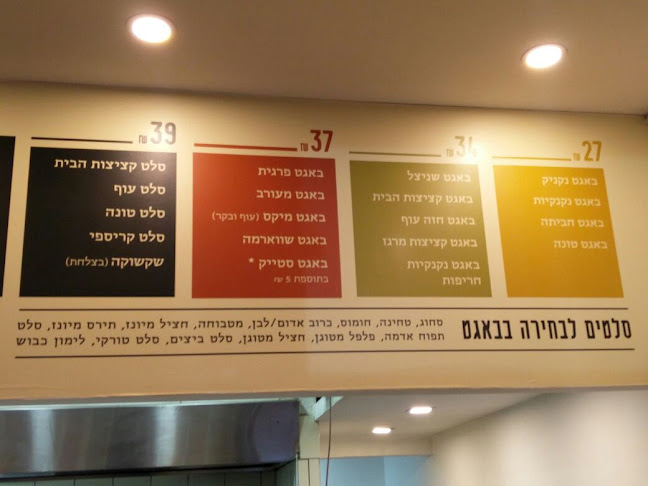 27 ש"ח
באגט נקניק
באגט נקנקיות
באגט חביתה
באגט טונה
34 ש"ח
באגט שניצל
באגט קציצות הבית
באגט חזה עוף
באגט קציצות מרגז
באגט נקנקיות
חריפות
37 ש"ח
באגט פרגית
באגט מעורב
באגט מיקס (עוף ובקר)
באגט שווארמה
באגט סטייק *
בתוספת 5 ש"ח
39 ש"ח
סלט קציצות הבית
סלט עוף
סלט טונה
סלט קריספי
שקשוקה (בצלחת)
סלטים לבחירה בבאגט
סחוג, טחינה, חומוס, כרוב אדום/לבן, מטבוחה, חציל מיונז, תירס מיונז, סלט
תפוח אדמה, פלפל מטוגן, חציל מטוגן, סלט ביצים, סלט טורקי, לימון כבוש